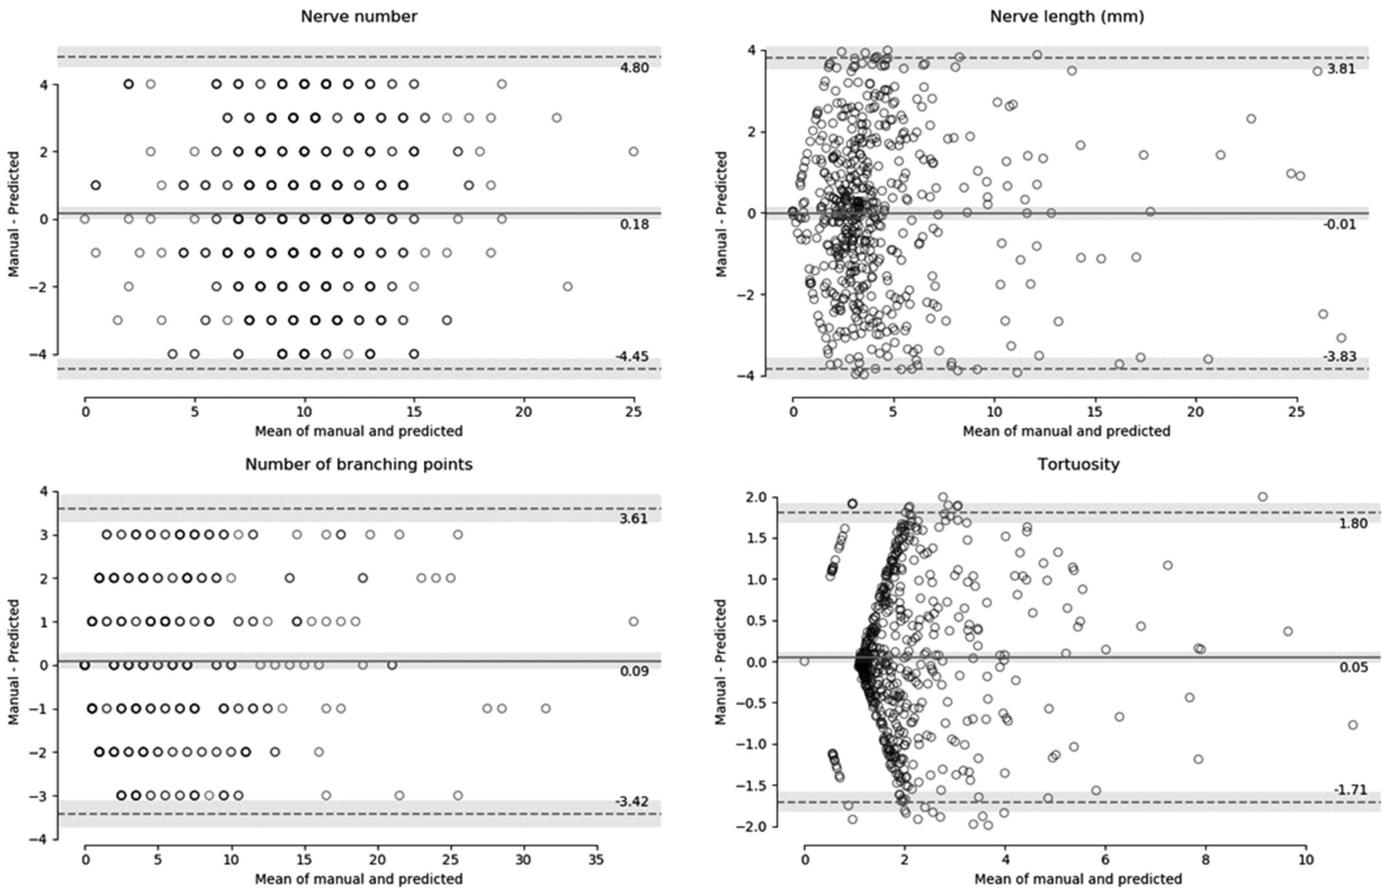 Nerve number
4.80
4
2
0
−2
−4
0.18
-4.45
Manual - Predicted
0 5 10 15 20 25
Mean of manual and predicted
Nerve length (mm)
4
2
0
−2
−4
3.81
-0.01
-3.83
Manual - Predicted
0 5 10 15 20 25
Mean of manual and predicted
Number of branching points
4
3
2
1
0
−1
−2
−3
−4
3.61
0.09
-3.42
Manual - Predicted
0 5 10 15 20 25 30 35
Mean of manual and predicted
Tortuosity
2.0
1.5
1.0
0.5
0.0
−0.5
−1.0
−1.5
−2.0
1.80
0.05
-1.71
Manual - Predicted
0 2 4 6 8 10
Mean of manual and predicted